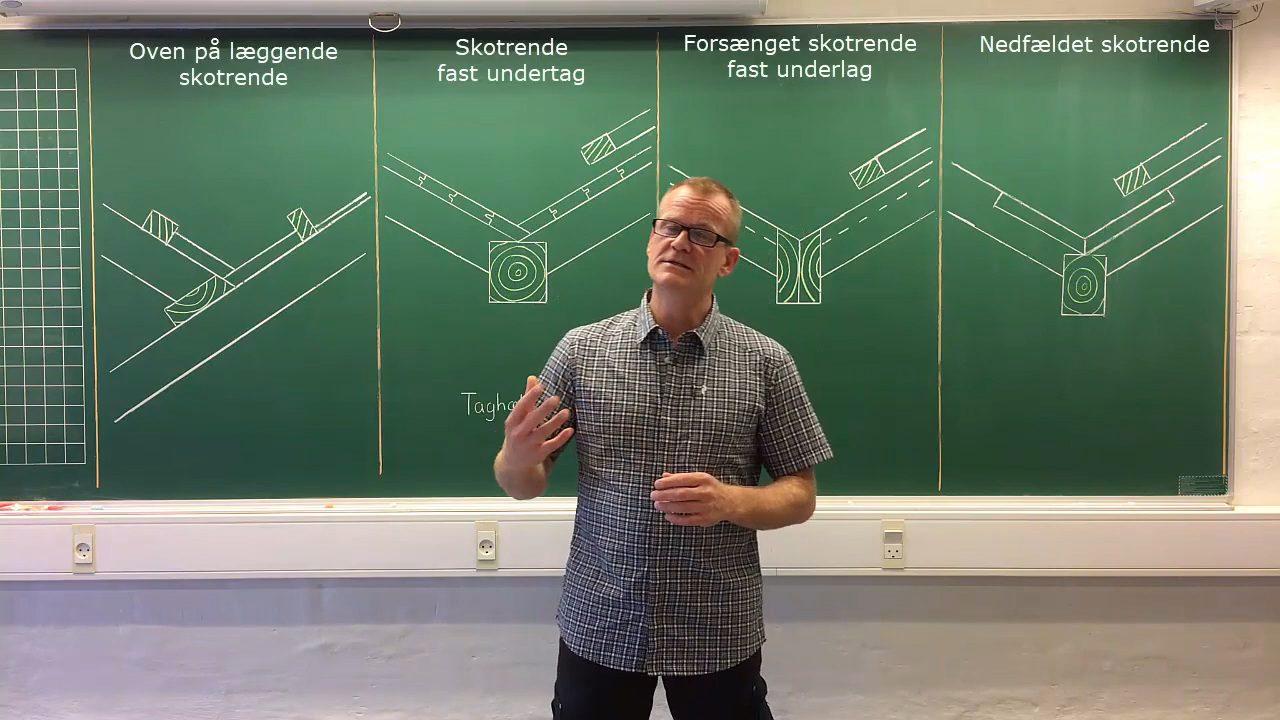 Oven på læggende
skotrende
Skotrende
fast undertag
Forsænget skotrende
fast underlag
Nedfældet skotrende